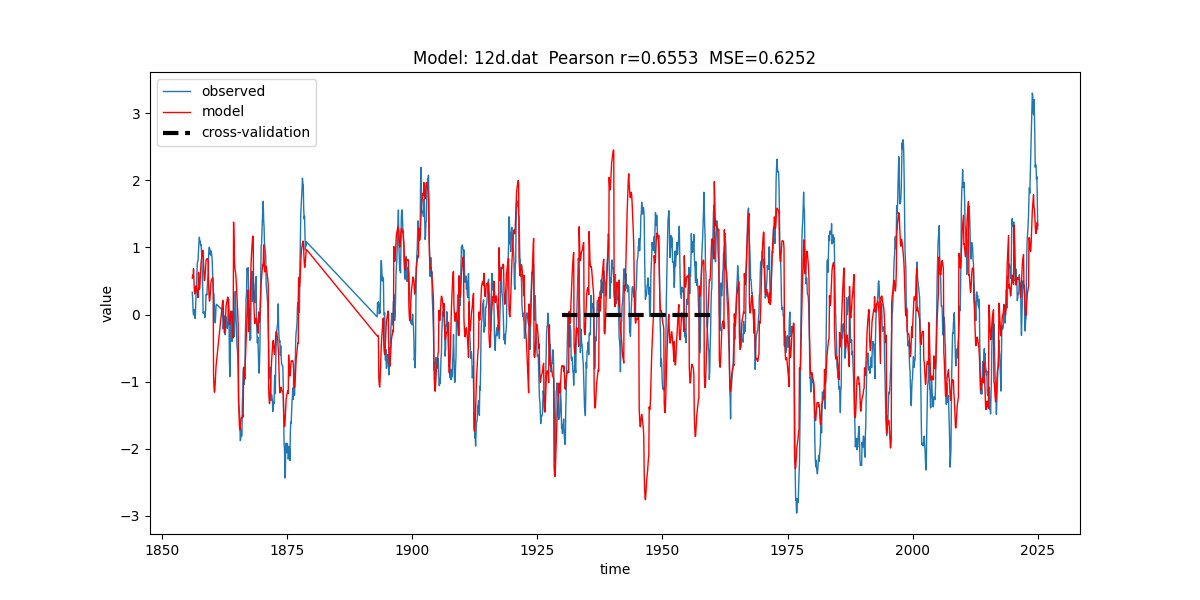 Model: 12d.dat  Pearson r=0.6553  MSE=0.6252
observed
model
cross-validation
value
3
2
1
0
−1
−2
−3
1850 1875 1900 1925 1950 1975 2000 2025
time